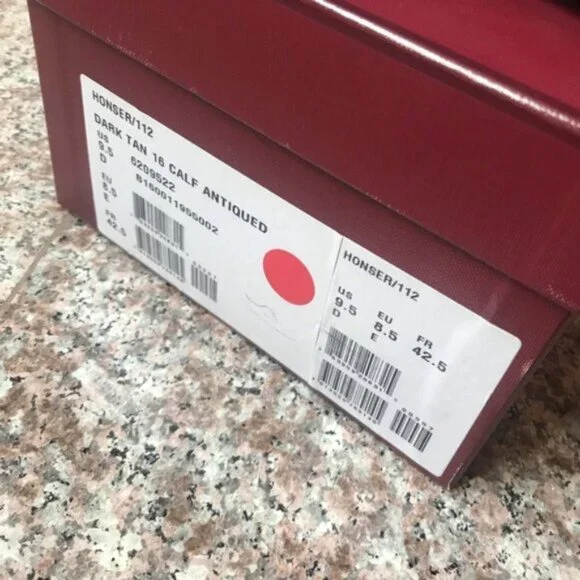 HONSER/112
DARK TAN 16 CALF ANTIQUED
US 9.5 D 6209522
EU 8.5 E B160011955002
FR 42.5
HONSER/112
US EU FR
9.5 8.5 42.5
D E